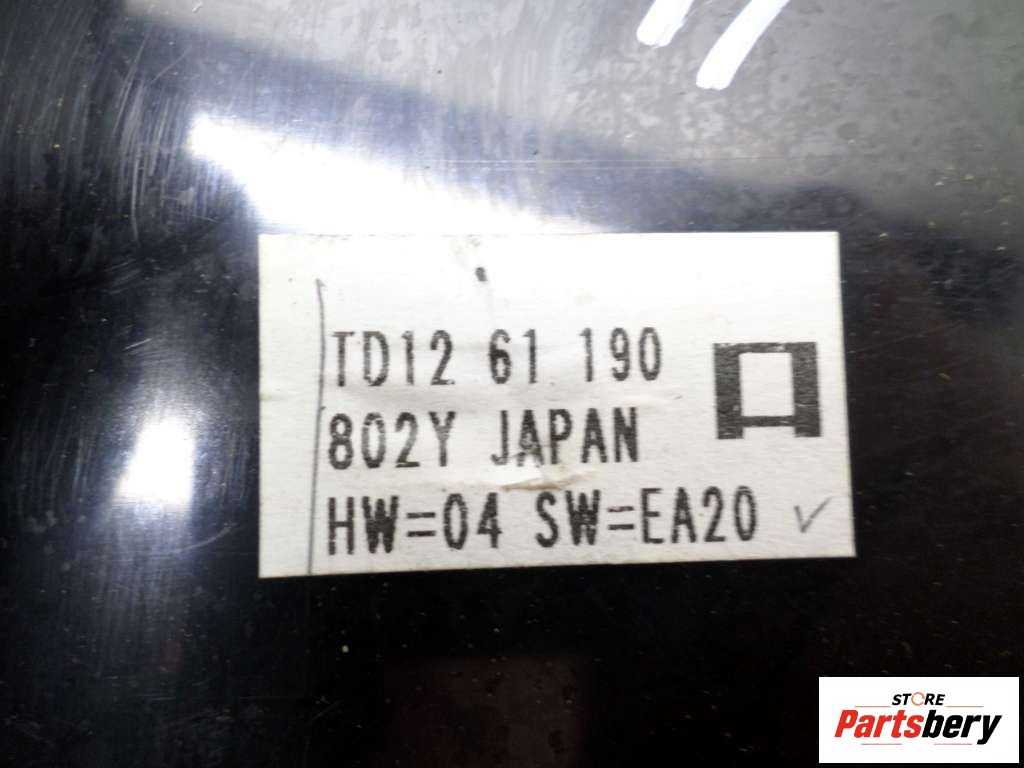 TD12 61 190
802Y JAPAN
HW=04 SW=EA20
STORE
Partsbery